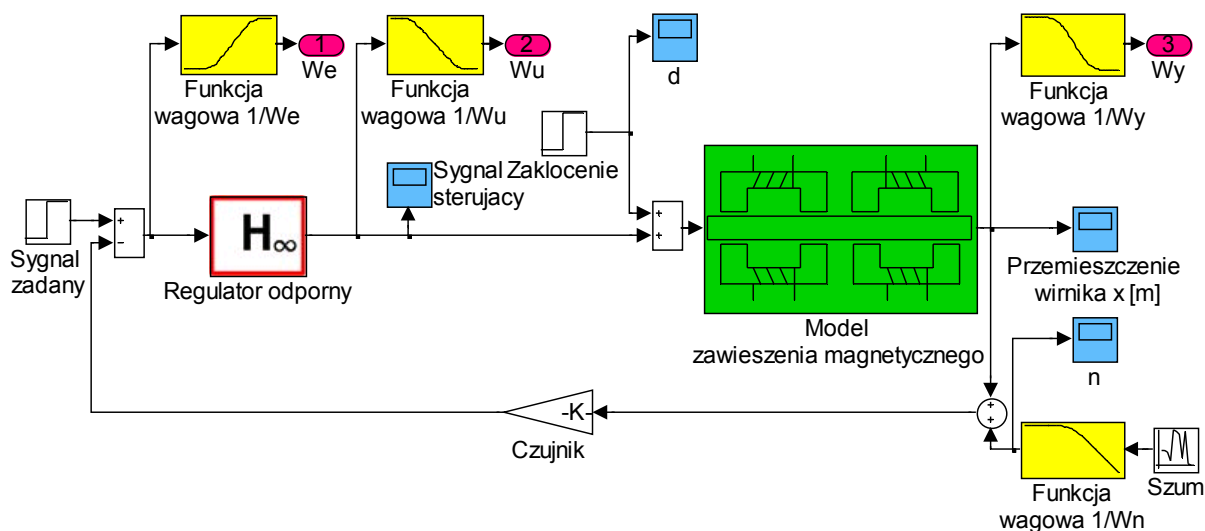 1
We
Funkcja
wagowa 1/We
2
Wu
Funkcja
wagowa 1/Wu
d
3
Wy
Funkcja
wagowa 1/Wy
Sygnal
sterujacy
Zaklocenie
+
−
Sygnal
zadany
H∞
Regulator odporny
+
+
Model
zawieszenia magnetycznego
Przemieszczenie
wirnika x [m]
n
-K-
Czujnik
+
+
Funkcja
wagowa 1/Wn
Szum